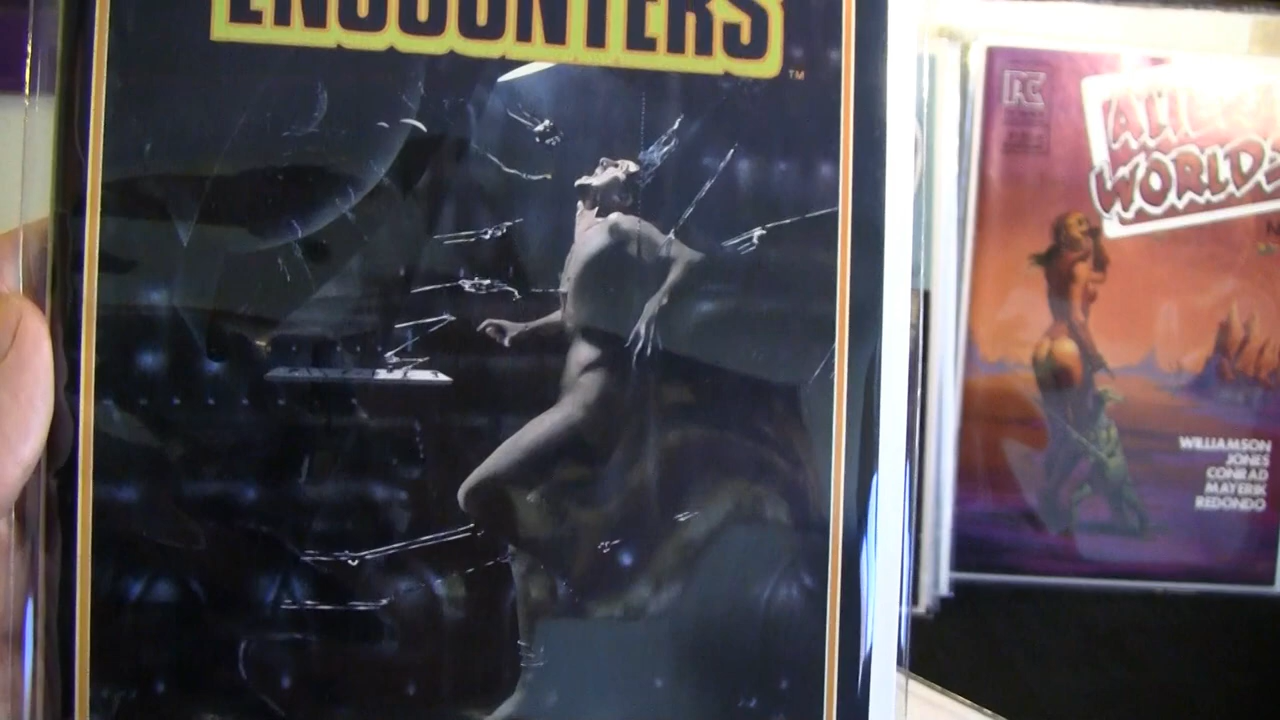 ENCOUNTERS
TM
PC
ALIEN
WORLDS
WILLIAMSON
JONES
CONRAD
MAYERIK
REDONDO